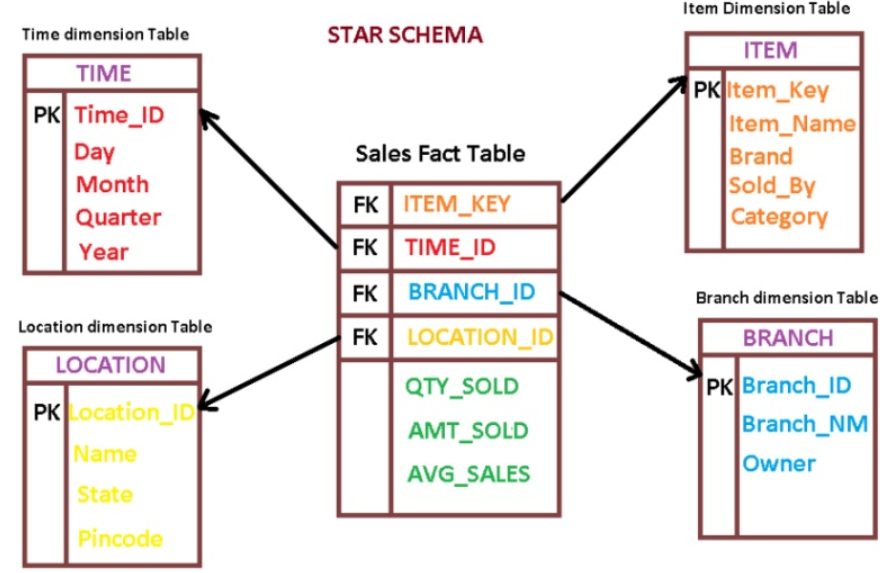 STAR SCHEMA
Time dimension Table
TIME
PK Time_ID
Day
Month
Quarter
Year
Location dimension Table
LOCATION
PK Location_ID
Name
State
Pincode
Sales Fact Table
FK ITEM_KEY
FK TIME_ID
FK BRANCH_ID
FK LOCATION_ID
QTY_SOLD
AMT_SOLD
AVG_SALES
Item Dimension Table
ITEM
PK Item_Key
Item_Name
Brand
Sold_By
Category
Branch dimension Table
BRANCH
PK Branch_ID
Branch_NM
Owner